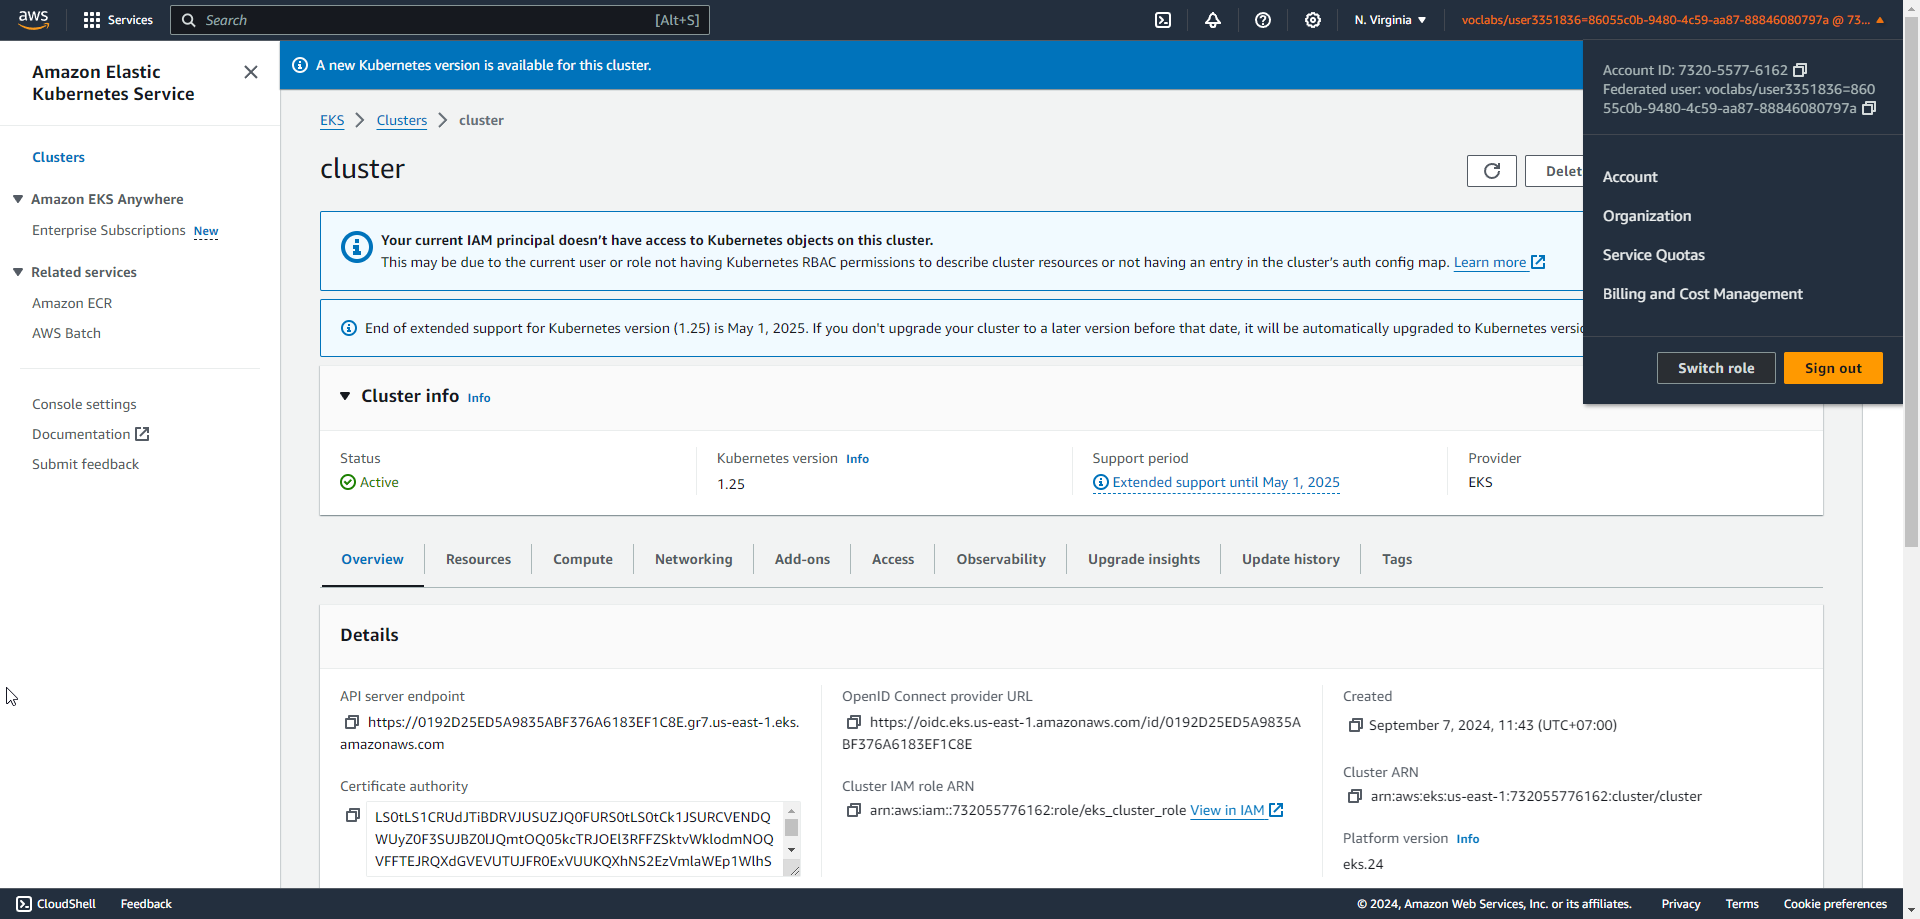 aws
Services
Search
[Alt+S]
N. Virginia
voclabs/user3351836=86055c0b-9480-4c59-aa87-88846080797a @ 73...
Amazon Elastic
Kubernetes Service
Clusters
Amazon EKS Anywhere
Enterprise Subscriptions New
Related services
Amazon ECR
AWS Batch
Console settings
Documentation
Submit feedback
A new Kubernetes version is available for this cluster.
EKS
Clusters
cluster
cluster
Delet
Your current IAM principal doesn't have access to Kubernetes objects on this cluster.
This may be due to the current user or role not having Kubernetes RBAC permissions to describe cluster resources or not having an entry in the cluster's auth config map. Learn more
End of extended support for Kubernetes version (1.25) is May 1, 2025. If you don't upgrade your cluster to a later version before that date, it will be automatically upgraded to Kubernetes versi
Account ID: 7320-5577-6162
Federated user: voclabs/user3351836=860
55c0b-9480-4c59-aa87-88846080797a
Account
Organization
Service Quotas
Billing and Cost Management
Switch role
Sign out
Cluster info Info
Status
Active
Kubernetes version Info
1.25
Support period
Extended support until May 1, 2025
Provider
EKS
Overview
Resources
Compute
Networking
Add-ons
Access
Observability
Upgrade insights
Update history
Tags
Details
API server endpoint
https://0192D25ED5A9835ABF376A6183EF1C8E.gr7.us-east-1.eks.
amazonaws.com
Certificate authority
LS0tLS1CRUdJTiBDRVJUSUZJQ0FURS0tLS0tCk1JSURCVENDQ
WUyZ0F3SUJBZ0lJQmtOQ05kcTRJOEl3RFFZSktvWklodmNOQ
VFFTEJRQXdGVEVUTUJFR0ExVUUKQXhNS2EzVmlaWEp1WlhS
OpenID Connect provider URL
https://oidc.eks.us-east-1.amazonaws.com/id/0192D25ED5A9835A
BF376A6183EF1C8E
Cluster IAM role ARN
arn:aws:iam::732055776162:role/eks_cluster_role View in IAM
Created
September 7, 2024, 11:43 (UTC+07:00)
Cluster ARN
arn:aws:eks:us-east-1:732055776162:cluster/cluster
Platform version Info
eks.24
CloudShell
Feedback
© 2024, Amazon Web Services, Inc. or its affiliates.
Privacy
Terms
Cookie preferences